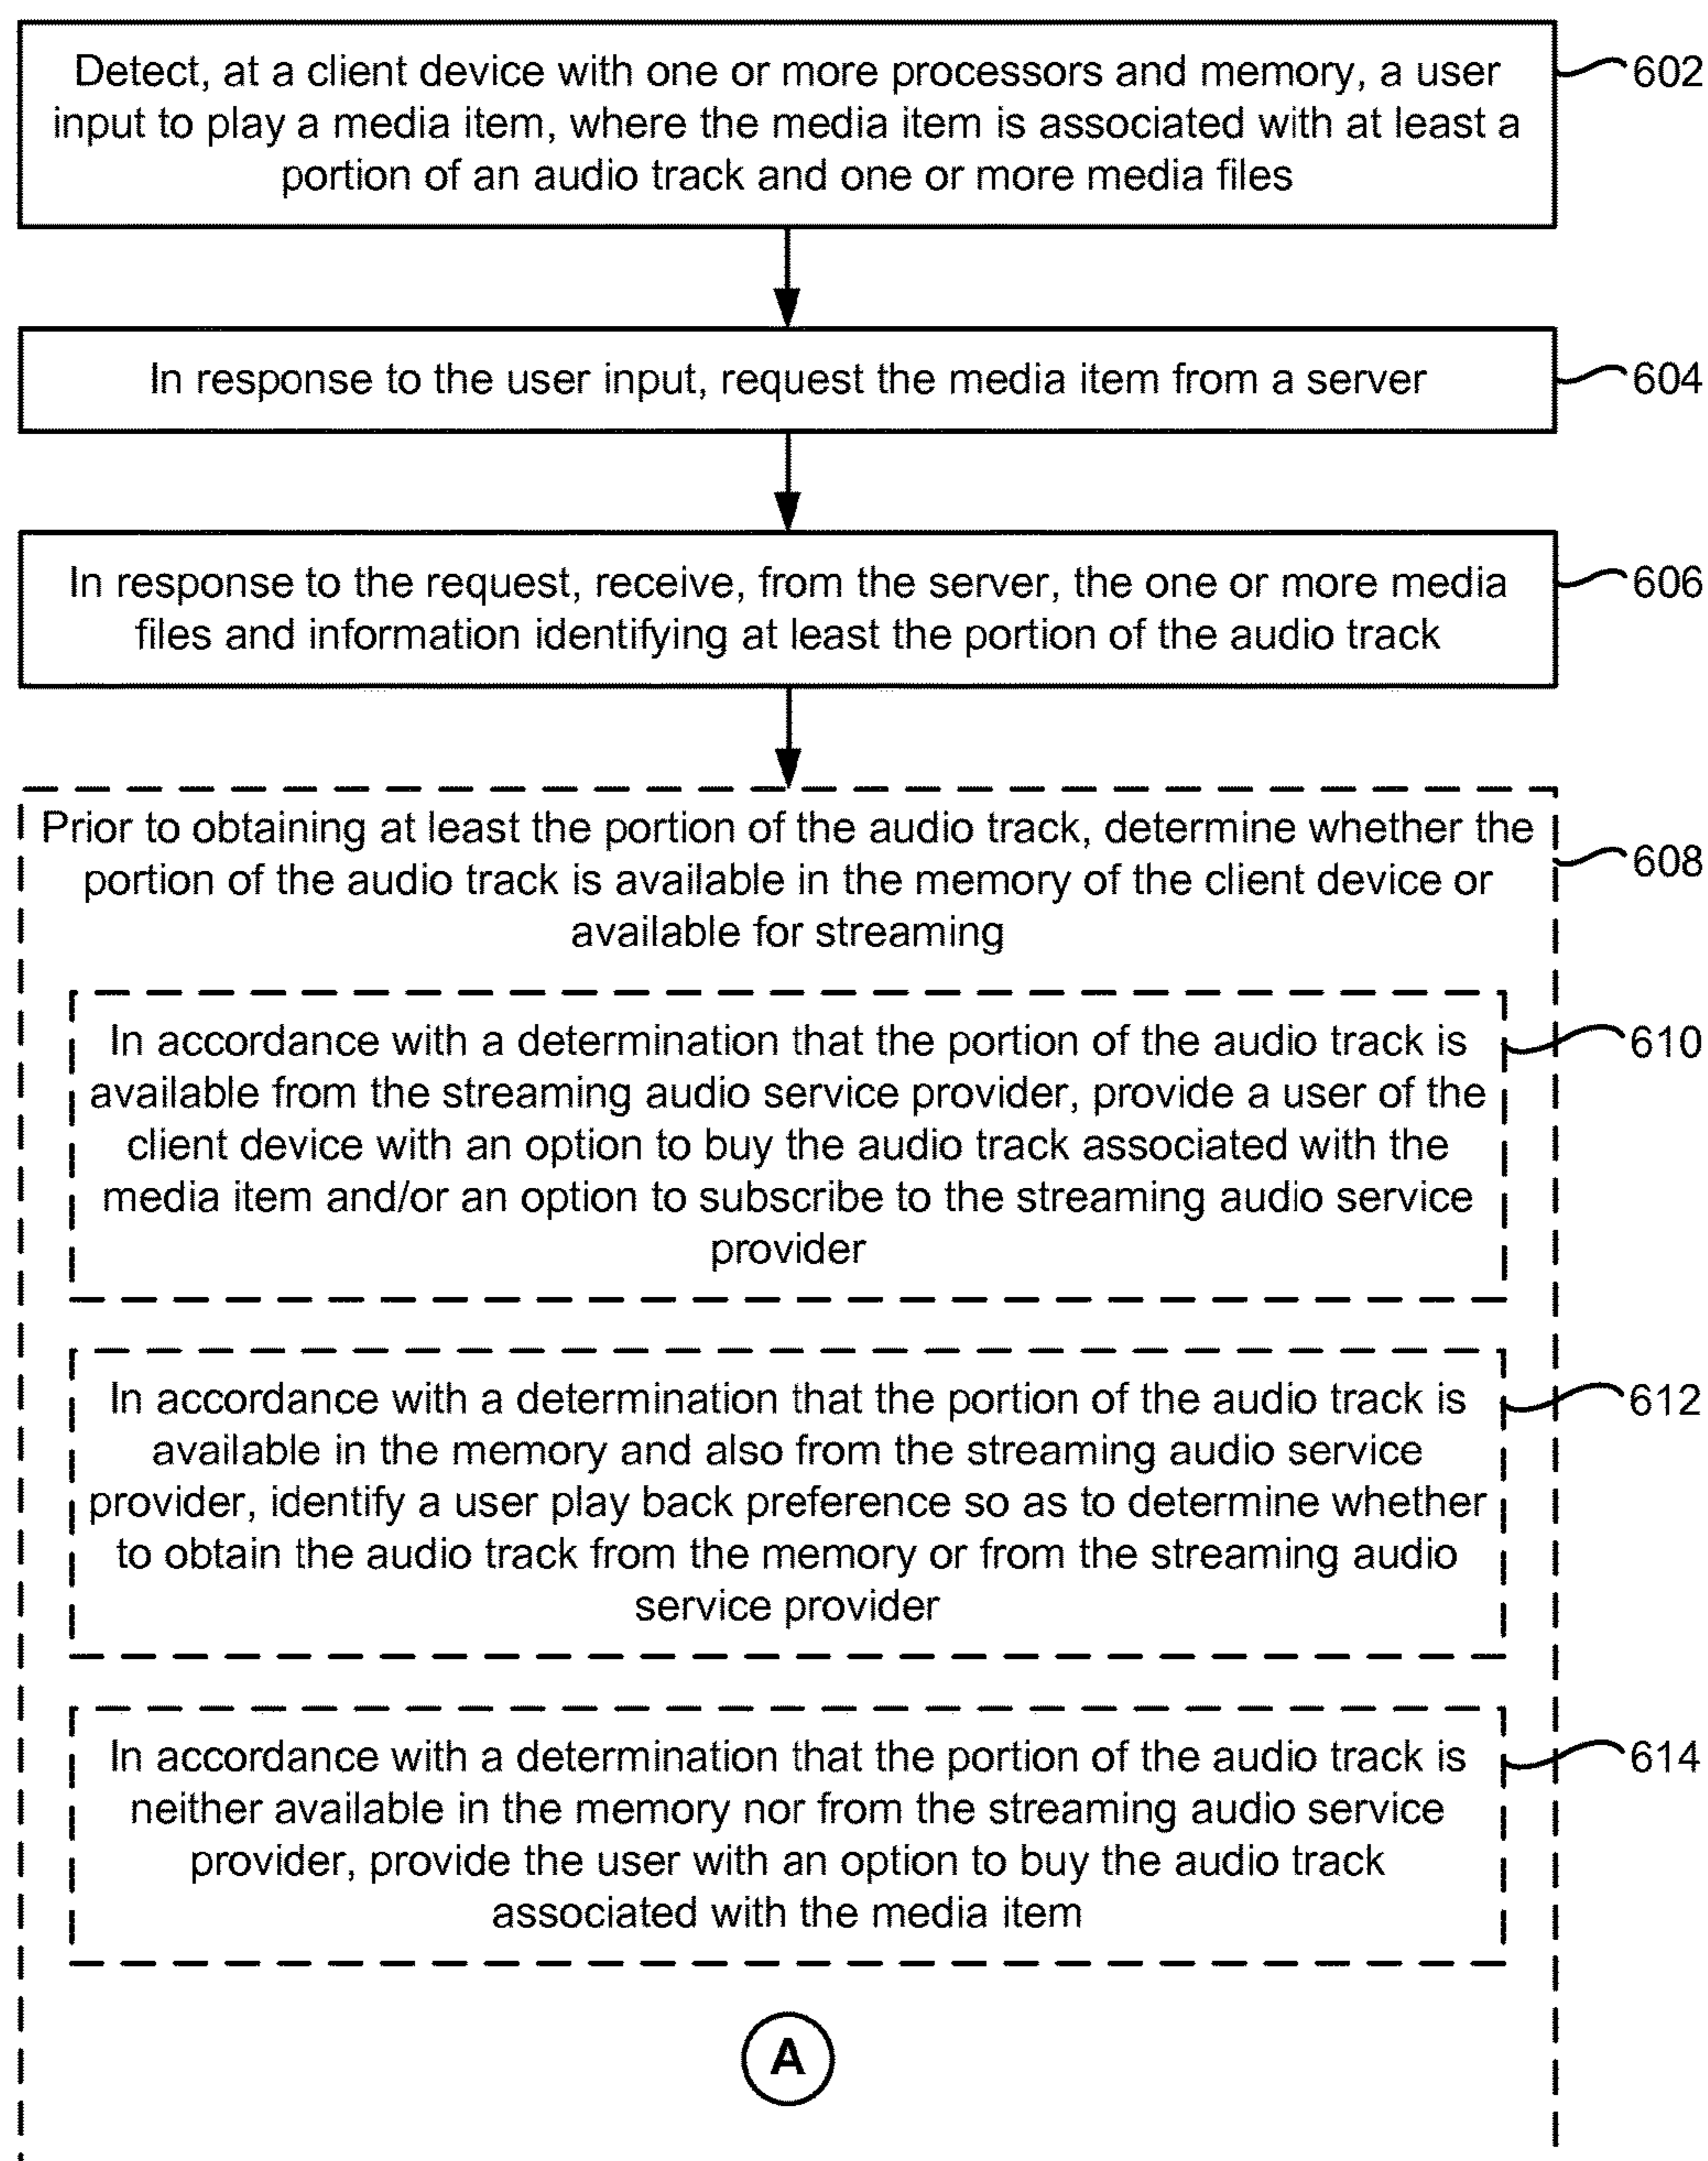 Detect, at a client device with one or more processors and memory, a user
input to play a media item, where the media item is associated with at least a
portion of an audio track and one or more media files
602
In response to the user input, request the media item from a server
604
In response to the request, receive, from the server, the one or more media
files and information identifying at least the portion of the audio track
606
Prior to obtaining at least the portion of the audio track, determine whether the
portion of the audio track is available in the memory of the client device or
available for streaming
608
In accordance with a determination that the portion of the audio track is
available from the streaming audio service provider, provide a user of the
client device with an option to buy the audio track associated with the
media item and/or an option to subscribe to the streaming audio service
provider
610
In accordance with a determination that the portion of the audio track is
available in the memory and also from the streaming audio service
provider, identify a user play back preference so as to determine whether
to obtain the audio track from the memory or from the streaming audio
service provider
612
In accordance with a determination that the portion of the audio track is
neither available in the memory nor from the streaming audio service
provider, provide the user with an option to buy the audio track
associated with the media item
614
A